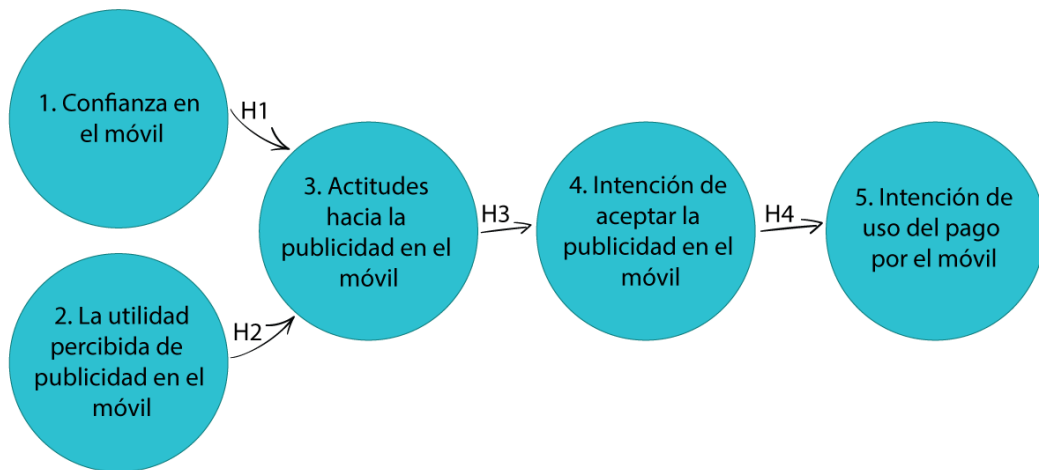 1. Confianza en
el móvil
H1
2. La utilidad
percibida de
publicidad en el
móvil
H2
3. Actitudes
hacia la
publicidad en el
móvil
H3
4. Intención de
aceptar la
publicidad en el
móvil
H4
5. Intención de
uso del pago
por el móvil